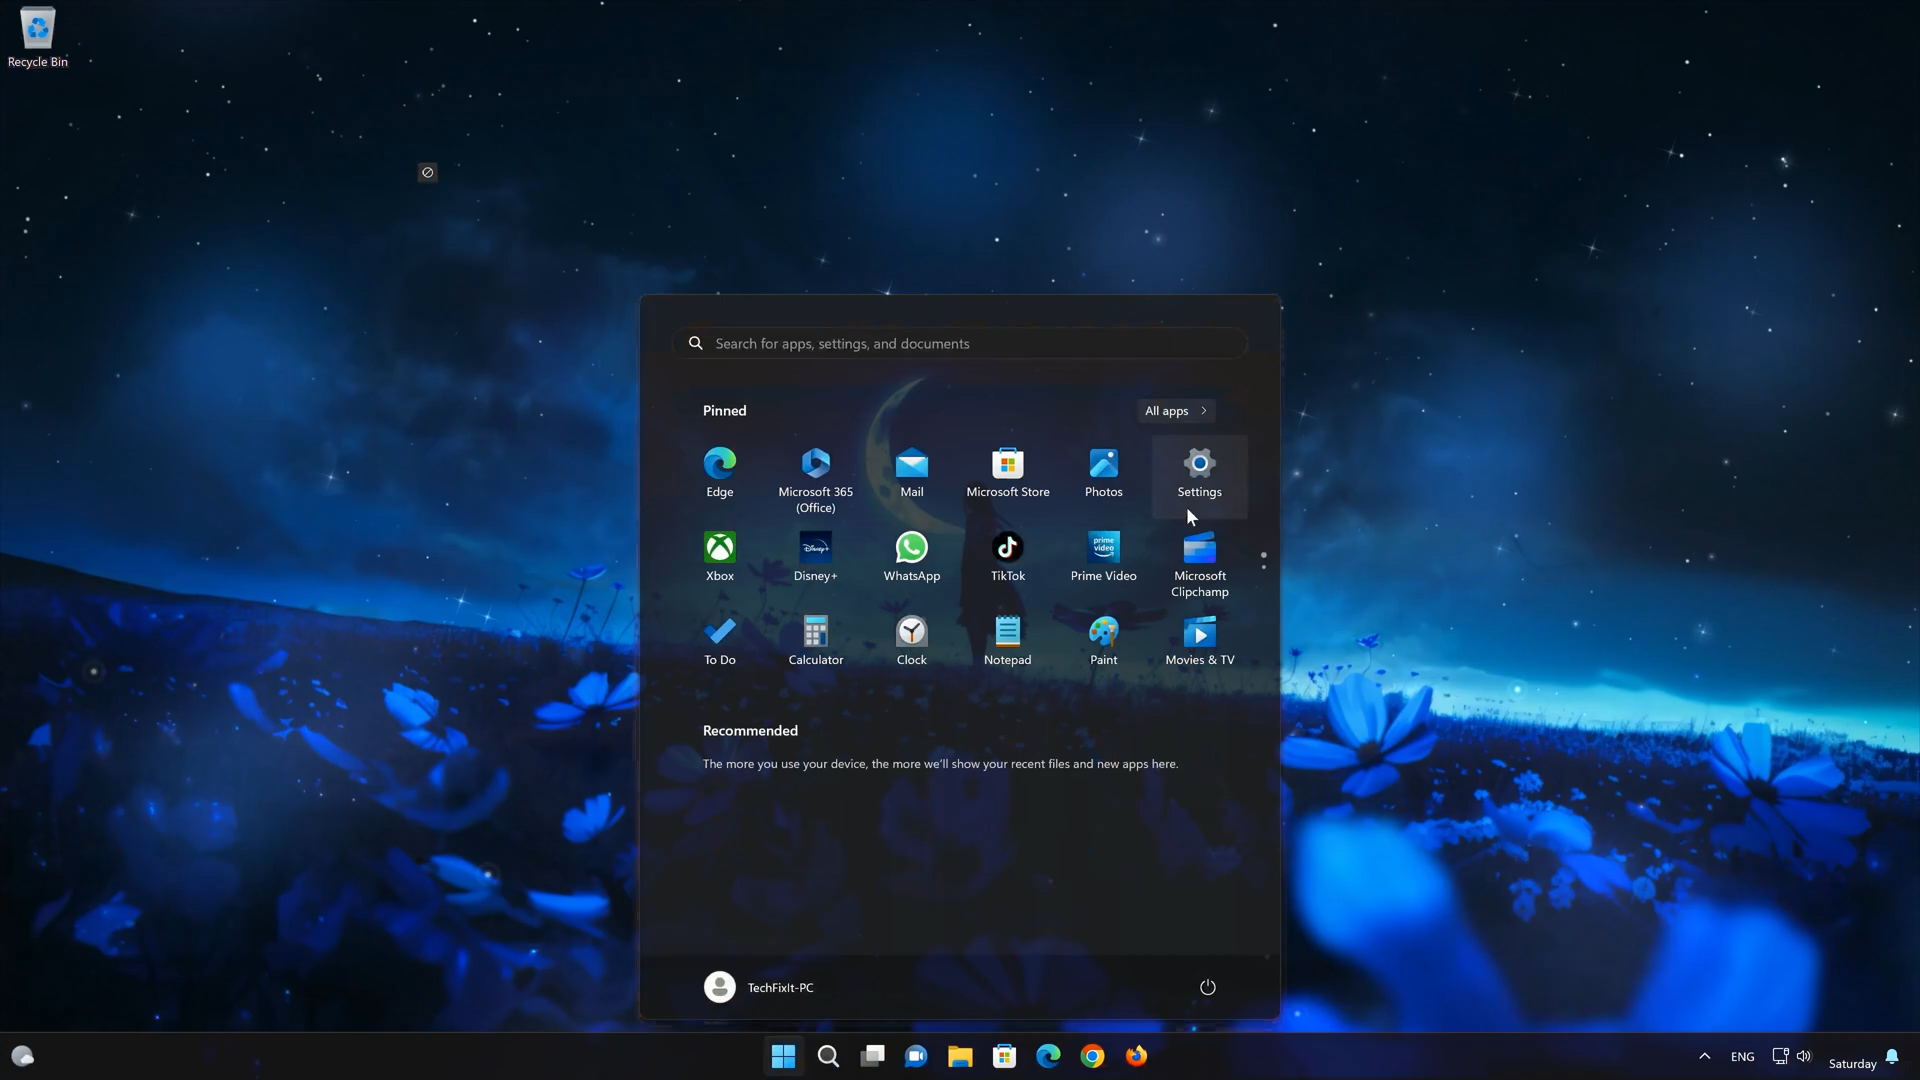 Recycle Bin
Search for apps, settings, and documents
Pinned
All apps
Edge
Microsoft 365
(Office)
Mail
Microsoft Store
Photos
Settings
Xbox
Disney+
Disney+
WhatsApp
TikTok
prime
video
Prime Video
Microsoft
Clipchamp
To Do
Calculator
Clock
Notepad
Paint
Movies & TV
Recommended
The more you use your device, the more we'll show your recent files and new apps here.
TechFixIt-PC
ENG
Saturday